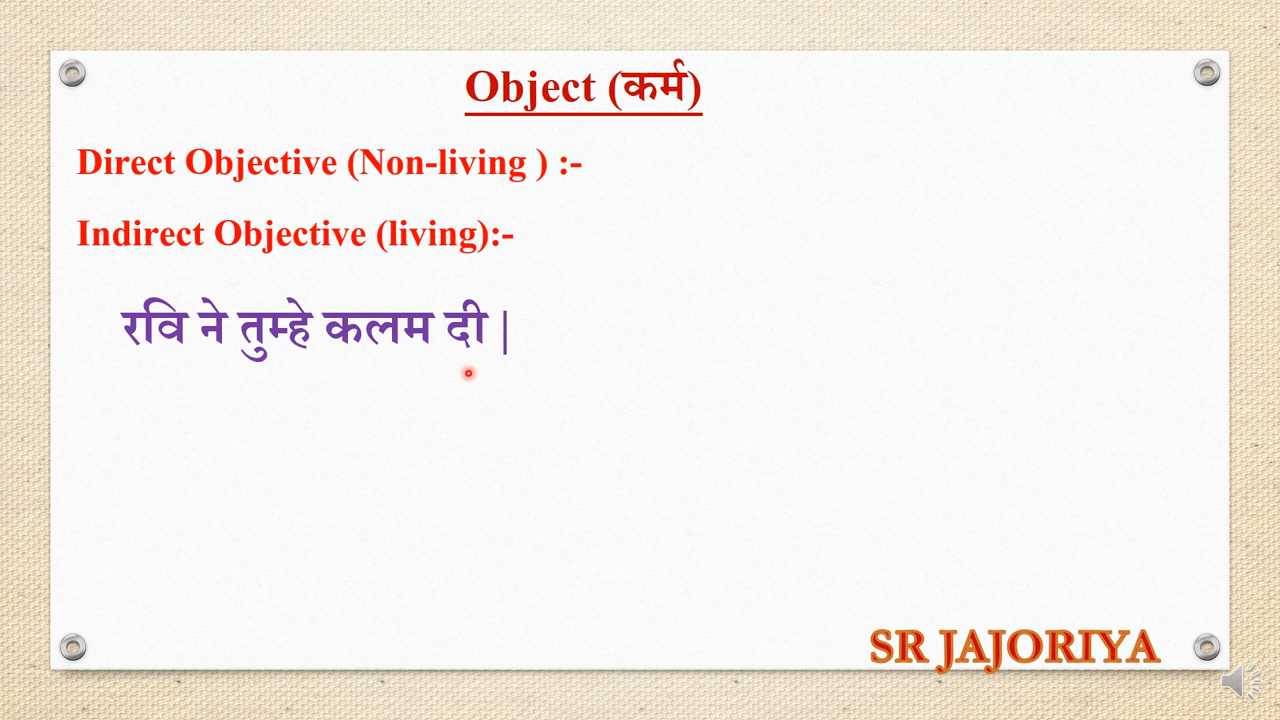 Object (कर्म)
Direct Objective (Non-living ) :-
Indirect Objective (living):-
रवि ने तुम्हे कलम दी |
SR JAJORIYA